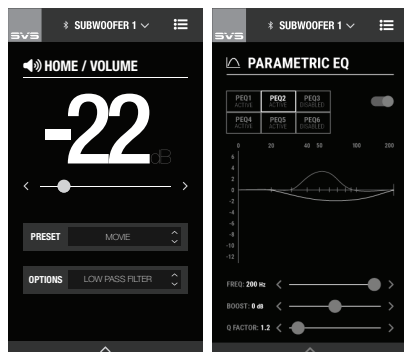 SVS
SUBWOOFER 1
HOME / VOLUME
-22 dB
PRESET MOVIE
OPTIONS LOW PASS FILTER
SVS
SUBWOOFER 1
PARAMETRIC EQ
PEQ1 PEQ2 PEQ3
ACTIVE ACTIVE DISABLED
PEQ4 PEQ5 PEQ6
ACTIVE ACTIVE DISABLED
0 20 40 50 100 200
6
4
2
0
-2
-4
-6
-8
-10
-12
FREQ: 200 Hz
BOOST: 0 dB
Q FACTOR: 1.2